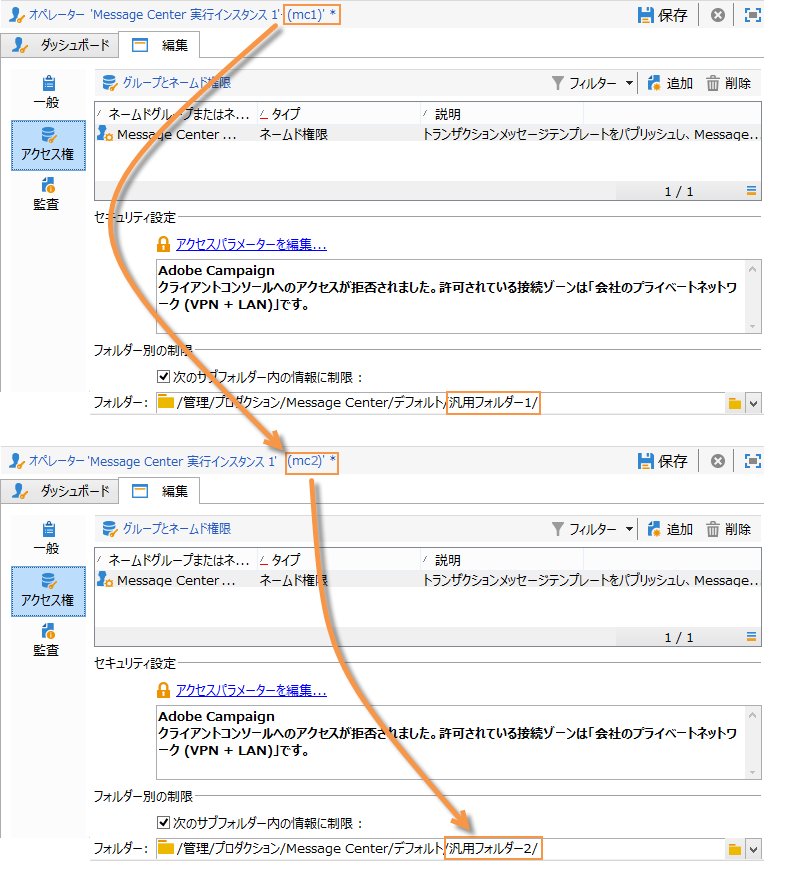 オペレーター 'Message Center 実行インスタンス 1' (mc1)' *
保存
ダッシュボード 編集
グループとネームド権限 フィルター 追加 削除
一般
ネームドグループまたはネ... タイプ 説明
Message Center ... ネームド権限 トランザクションメッセージテンプレートをパブリッシュし、Message...
アクセス権
監査
1 / 1
セキュリティ設定
アクセスパラメーターを編集...
Adobe Campaign
クライアントコンソールへのアクセスが拒否されました。許可されている接続ゾーンは「会社のプライベートネットワ
ーク (VPN + LAN)」です。
フォルダー別の制限
次のサブフォルダー内の情報に制限：
フォルダー： /管理/プロダクション/Message Center/デフォルト/汎用フォルダー1/
オペレーター 'Message Center 実行インスタンス 1' (mc2)' *
保存
ダッシュボード 編集
グループとネームド権限 フィルター 追加 削除
一般
ネームドグループまたはネ... タイプ 説明
Message Center ... ネームド権限 トランザクションメッセージテンプレートをパブリッシュし、Message...
アクセス権
監査
1 / 1
セキュリティ設定
アクセスパラメーターを編集...
Adobe Campaign
クライアントコンソールへのアクセスが拒否されました。許可されている接続ゾーンは「会社のプライベートネットワ
ーク (VPN + LAN)」です。
フォルダー別の制限
次のサブフォルダー内の情報に制限：
フォルダー： /管理/プロダクション/Message Center/デフォルト/汎用フォルダー2/